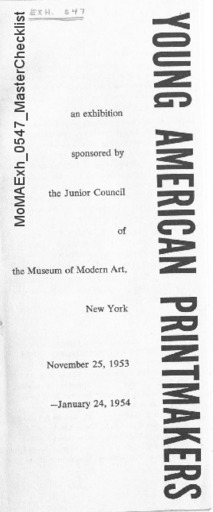 EXH. 047
MoMAExh_0547_MasterChecklist
YOUNG AMERICAN PRINTMAKERS
an exhibition
sponsored by
the Junior Council
of
the Museum of Modern Art,
New York
November 25, 1953
—January 24, 1954